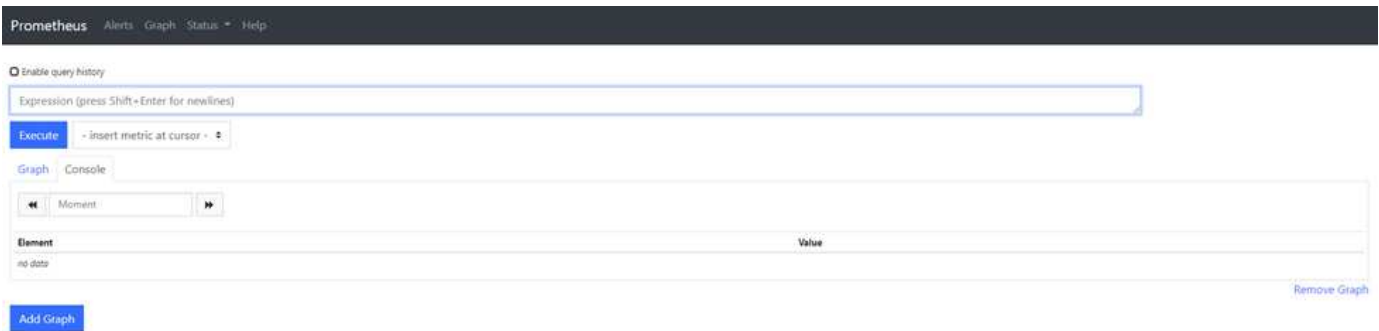 Prometheus Alerts Graph Status Help
Enable query history
Expression (press Shift+Enter for newlines)
Execute - insert metric at cursor -
Graph Console
Moment
Element Value
no data
Remove Graph
Add Graph